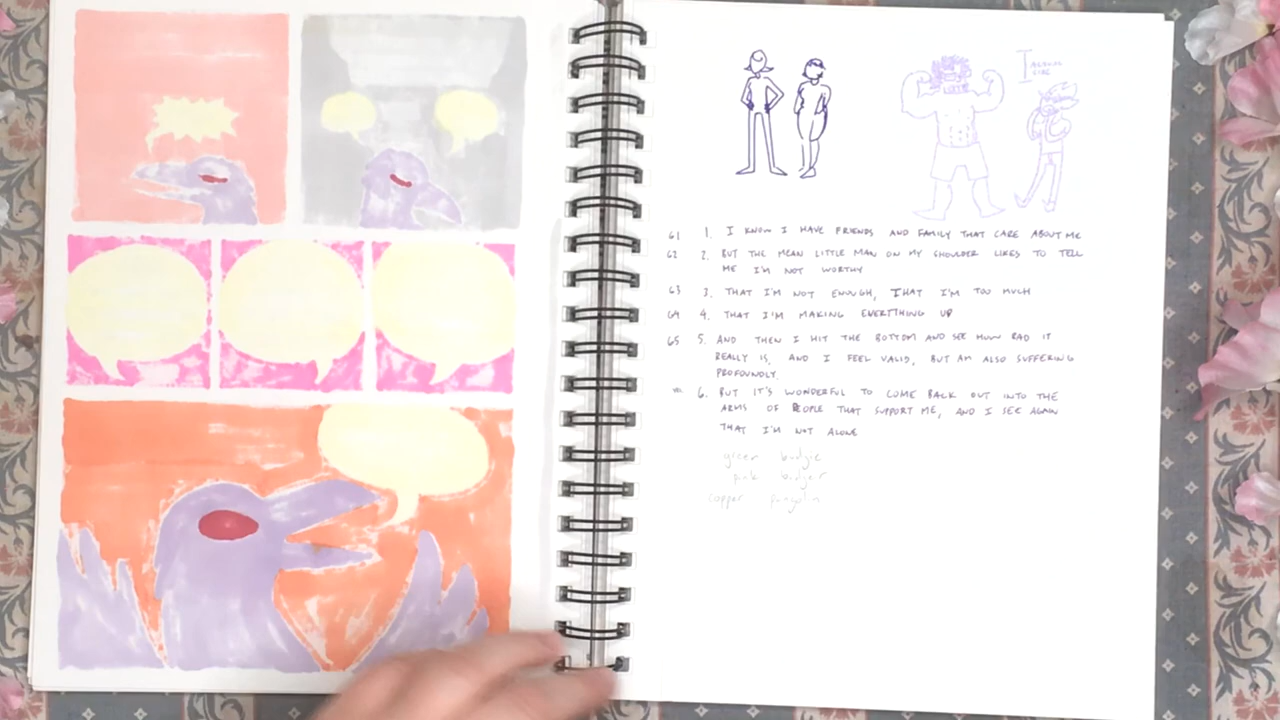 ACTUAL
SIZE
61 1. I KNOW I HAVE FRIENDS AND FAMILY THAT CARE ABOUT ME
62 2. BUT THE MEAN LITTLE MAN ON MY SHOULDER LIKES TO TELL
ME I'M NOT WORTHY
63 3. THAT I'M NOT ENOUGH, THAT I'M TOO MUCH
64 4. THAT I'M MAKING EVERYTHING UP
65 5. AND THEN I HIT THE BOTTOM AND SEE HOW BAD IT
REALLY IS, AND I FEEL VALID, BUT AM ALSO SUFFERING
PROFOUNDLY.
6. BUT IT'S WONDERFUL TO COME BACK OUT INTO THE
ARMS OF PEOPLE THAT SUPPORT ME, AND I SEE AGAIN
THAT I'M NOT ALONE
green budgie
pink badger
copper pangolin